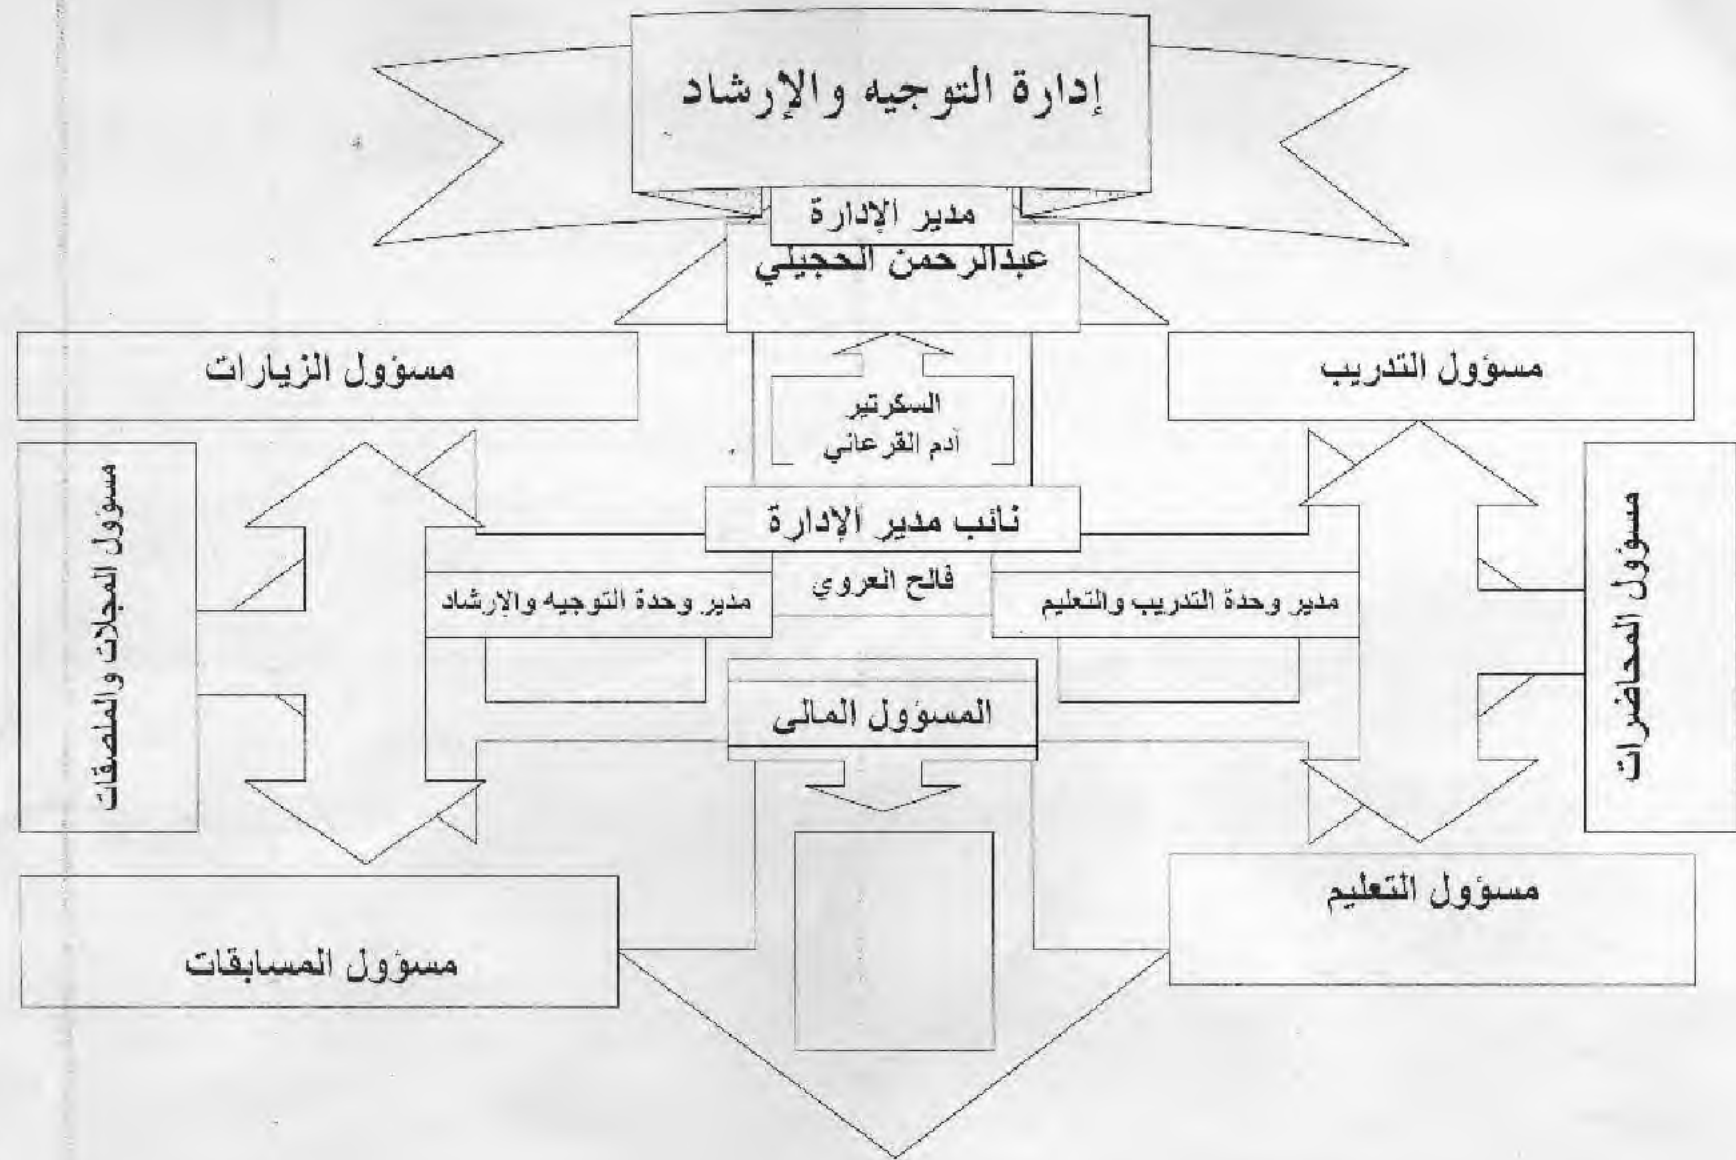 إدارة التوجيه والإرشاد
مدير الإدارة
عبدالرحمن الحجيلي
مسؤول التدريب
مسؤول الزيارات
السكرتير
آدم القرعاني
مسؤول المحاضرات
مسؤول المجلات والملصقات
نائب مدير الإدارة
فالح العروي
مدير وحدة التدريب والتعليم
مدير وحدة التوجيه والإرشاد
المسؤول المالى
مسؤول التعليم
مسؤول المسابقات